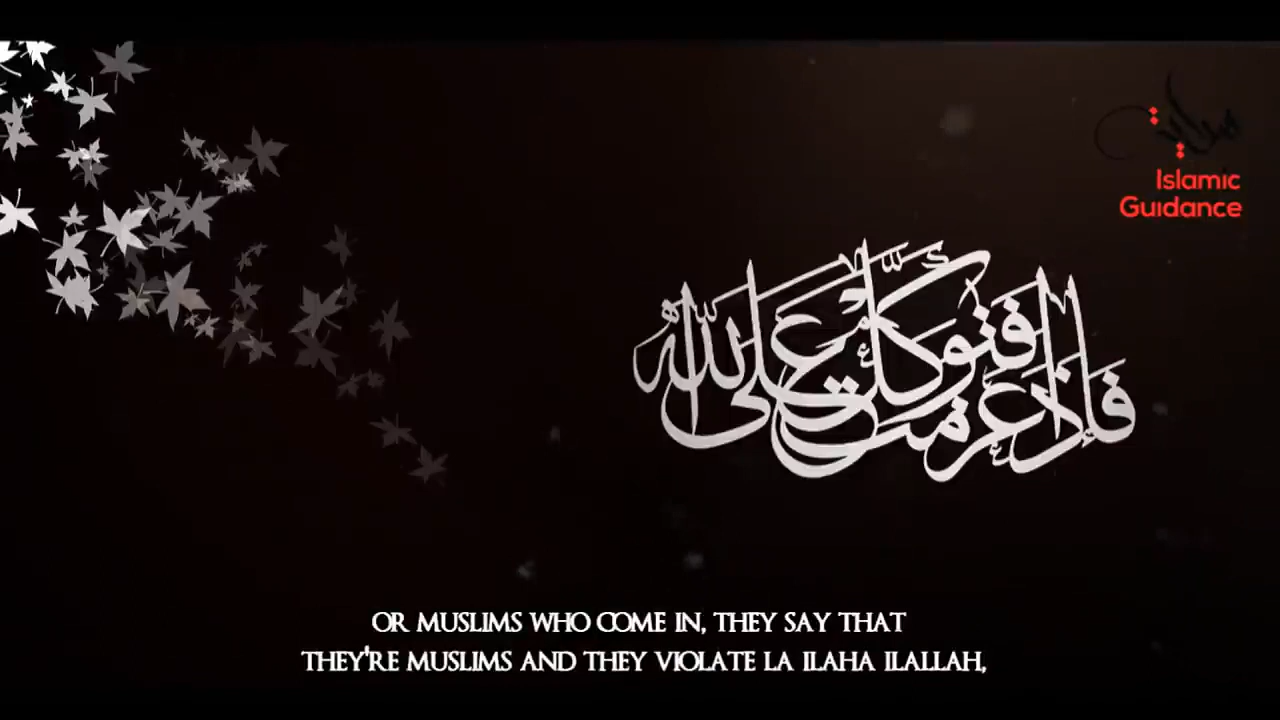 هداية
Islamic
Guidance
فإذا عزمت فتوكل على الله
OR MUSLIMS WHO COME IN, THEY SAY THAT
THEY'RE MUSLIMS AND THEY VIOLATE LA ILAHA ILALLAH,